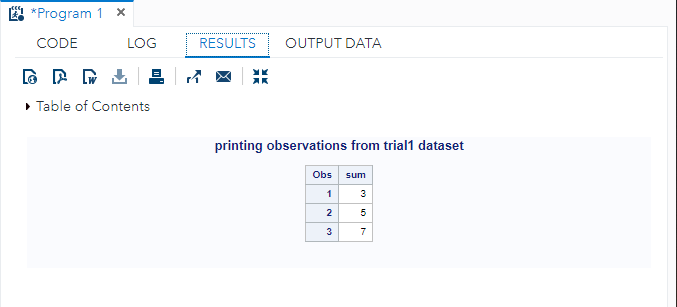 *Program 1 ×
CODE LOG RESULTS OUTPUT DATA
Table of Contents
printing observations from trial1 dataset
Obs sum
1 3
2 5
3 7